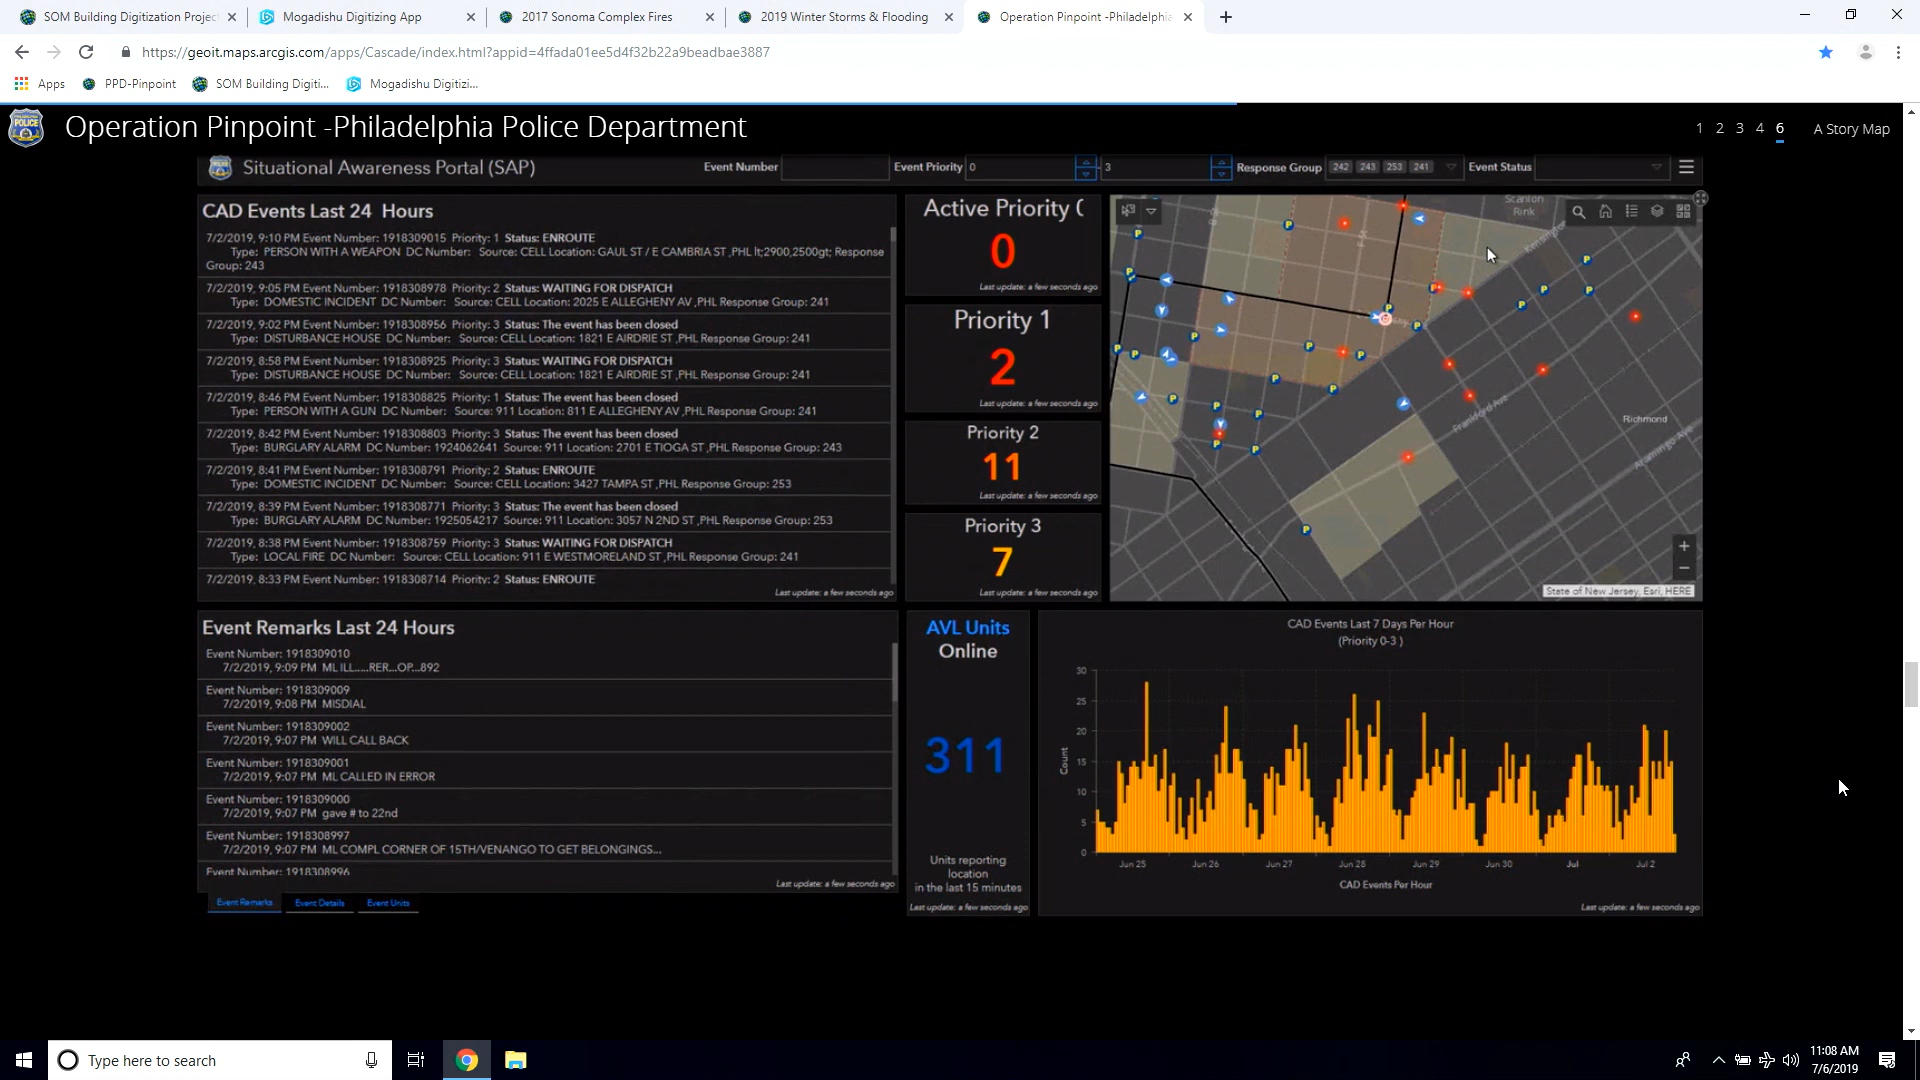 SOM Building Digitization Projec
Mogadishu Digitizing App
2017 Sonoma Complex Fires
2019 Winter Storms & Flooding
Operation Pinpoint -Philadelphia
https://geoit.maps.arcgis.com/apps/Cascade/index.html?appid=4ffada01ee5d4f32b22a9beadbae3887
Apps
PPD-Pinpoint
SOM Building Digiti...
Mogadishu Digitizi...
Operation Pinpoint -Philadelphia Police Department
1 2 3 4 6
A Story Map
Situational Awareness Portal (SAP)
Event Number
Event Priority 0
3
Response Group 242 243 253 241
Event Status
CAD Events Last 24 Hours
7/2/2019, 9:10 PM Event Number: 1918309015 Priority: 1 Status: ENROUTE
Type: PERSON WITH A WEAPON DC Number: Source: CELL Location: GAUL ST / E CAMBRIA ST ,PHL lt;2900,2500gt; Response
Group: 243
7/2/2019, 9:05 PM Event Number: 1918308978 Priority: 2 Status: WAITING FOR DISPATCH
Type: DOMESTIC INCIDENT DC Number: Source: CELL Location: 2025 E ALLEGHENY AV ,PHL Response Group: 241
7/2/2019, 9:02 PM Event Number: 1918308956 Priority: 3 Status: The event has been closed
Type: DISTURBANCE HOUSE DC Number: Source: CELL Location: 1821 E AIRDRIE ST ,PHL Response Group: 241
7/2/2019, 8:58 PM Event Number: 1918308925 Priority: 3 Status: WAITING FOR DISPATCH
Type: DISTURBANCE HOUSE DC Number: Source: CELL Location: 1821 E AIRDRIE ST ,PHL Response Group: 241
7/2/2019, 8:46 PM Event Number: 1918308825 Priority: 1 Status: The event has been closed
Type: PERSON WITH A GUN DC Number: Source: 911 Location: 811 E ALLEGHENY AV ,PHL Response Group: 241
7/2/2019, 8:42 PM Event Number: 1918308803 Priority: 3 Status: The event has been closed
Type: BURGLARY ALARM DC Number: 1924062641 Source: 911 Location: 2701 E TIOGA ST ,PHL Response Group: 243
7/2/2019, 8:41 PM Event Number: 1918308791 Priority: 2 Status: ENROUTE
Type: DOMESTIC INCIDENT DC Number: Source: CELL Location: 3427 TAMPA ST ,PHL Response Group: 253
7/2/2019, 8:39 PM Event Number: 1918308771 Priority: 3 Status: The event has been closed
Type: BURGLARY ALARM DC Number: 1925054217 Source: 911 Location: 3057 N 2ND ST ,PHL Response Group: 253
7/2/2019, 8:38 PM Event Number: 1918308759 Priority: 3 Status: WAITING FOR DISPATCH
Type: LOCAL FIRE DC Number: Source: CELL Location: 911 E WESTMORELAND ST ,PHL Response Group: 241
7/2/2019, 8:33 PM Event Number: 1918308714 Priority: 2 Status: ENROUTE
Last update: a few seconds ago
Active Priority (
0
Last update: a few seconds ago
Priority 1
2
Last update: a few seconds ago
Priority 2
11
Last update: a few seconds ago
Priority 3
7
Last update: a few seconds ago
Scanlon
Rink
Kensington
Richmond
Frankford Ave
Aramingo Ave
State of New Jersey, Esri, HERE
Event Remarks Last 24 Hours
Event Number: 1918309010
7/2/2019, 9:09 PM ML ILL.....RER...OP...892
Event Number: 1918309009
7/2/2019, 9:08 PM MISDIAL
Event Number: 1918309002
7/2/2019, 9:07 PM WILL CALL BACK
Event Number: 1918309001
7/2/2019, 9:07 PM ML CALLED IN ERROR
Event Number: 1918309000
7/2/2019, 9:07 PM gave # to 22nd
Event Number: 1918308997
7/2/2019, 9:07 PM ML COMPL CORNER OF 15TH/VENANGO TO GET BELONGINGS...
Event Number: 1918308996
Last update: a few seconds ago
Event Remarks
Event Details
Event Units
AVL Units
Online
311
Units reporting
location
in the last 15 minutes
Last update: a few seconds ago
CAD Events Last 7 Days Per Hour
(Priority 0-3 )
30
25
20
15
10
5
0
Count
Jun 25
Jun 26
Jun 27
Jun 28
Jun 29
Jun 30
Jul
Jul 2
CAD Events Per Hour
Last update: a few seconds ago
Type here to search
11:08 AM
7/6/2019